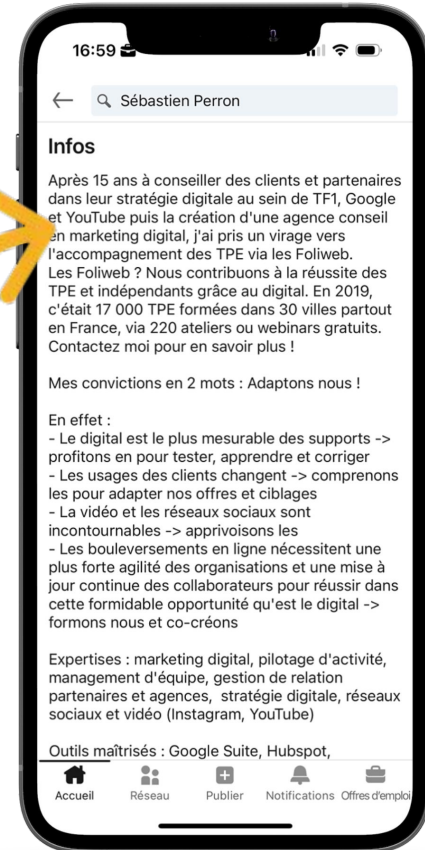 16:59
Sébastien Perron
Infos
Après 15 ans à conseiller des clients et partenaires
dans leur stratégie digitale au sein de TF1, Google
et YouTube puis la création d'une agence conseil
en marketing digital, j'ai pris un virage vers
l'accompagnement des TPE via les Foliweb.
Les Foliweb ? Nous contribuons à la réussite des
TPE et indépendants grâce au digital. En 2019,
c'était 17 000 TPE formées dans 30 villes partout
en France, via 220 ateliers ou webinars gratuits.
Contactez moi pour en savoir plus !
Mes convictions en 2 mots : Adaptons nous !
En effet :
- Le digital est le plus mesurable des supports ->
profitons en pour tester, apprendre et corriger
- Les usages des clients changent -> comprenons
les pour adapter nos offres et ciblages
- La vidéo et les réseaux sociaux sont
incontournables -> apprivoisons les
- Les bouleversements en ligne nécessitent une
plus forte agilité des organisations et une mise à
jour continue des collaborateurs pour réussir dans
cette formidable opportunité qu'est le digital ->
formons nous et co-créons
Expertises : marketing digital, pilotage d'activité,
management d'équipe, gestion de relation
partenaires et agences, stratégie digitale, réseaux
sociaux et vidéo (Instagram, YouTube)
Outils maîtrisés : Google Suite, Hubspot,
Accueil Réseau Publier Notifications Offres d'emploi